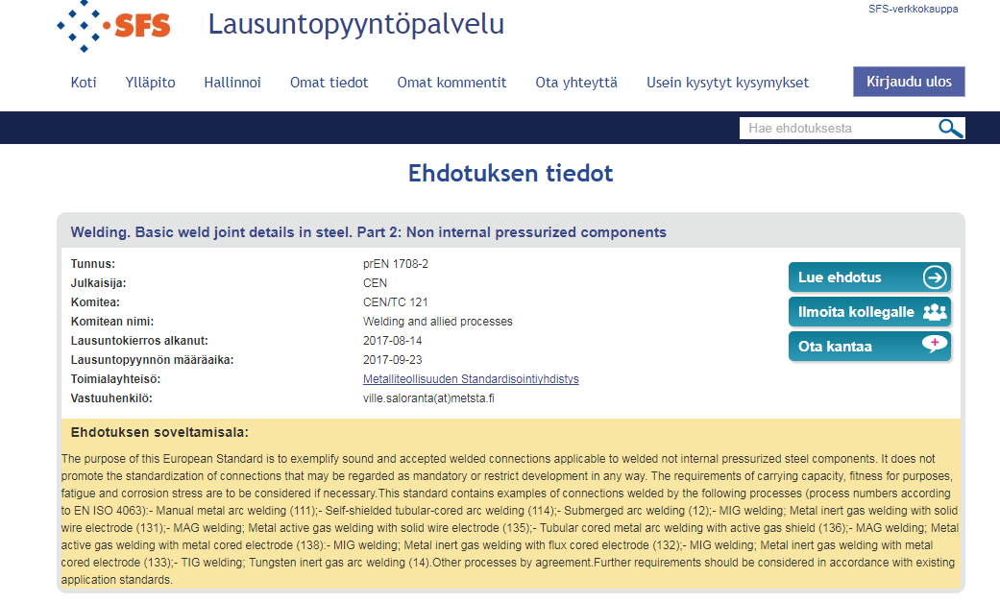 SFS-verkkokauppa
SFS
Lausuntopyyntöpalvelu
Koti Ylläpito Hallinnoi Omat tiedot Omat kommentit Ota yhteyttä Usein kysytyt kysymykset Kirjaudu ulos
Hae ehdotuksesta
Ehdotuksen tiedot
Welding. Basic weld joint details in steel. Part 2: Non internal pressurized components
Tunnus: prEN 1708-2
Julkaisija: CEN
Komitea: CEN/TC 121
Komitean nimi: Welding and allied processes
Lausuntokierros alkanut: 2017-08-14
Lausuntopyynnön määräaika: 2017-09-23
Toimialayhteisö: Metalliteollisuuden Standardisointiyhdistys
Vastuuhenkilö: ville.saloranta(at)metsta.fi
Lue ehdotus
Ilmoita kollegalle
Ota kantaa
Ehdotuksen soveltamisala:
The purpose of this European Standard is to exemplify sound and accepted welded connections applicable to welded not internal pressurized steel components. It does not
promote the standardization of connections that may be regarded as mandatory or restrict development in any way. The requirements of carrying capacity, fitness for purposes,
fatigue and corrosion stress are to be considered if necessary.This standard contains examples of connections welded by the following processes (process numbers according
to EN ISO 4063):- Manual metal arc welding (111);- Self-shielded tubular-cored arc welding (114);- Submerged arc welding (12);- MIG welding; Metal inert gas welding with solid
wire electrode (131);- MAG welding; Metal active gas welding with solid wire electrode (135);- Tubular cored metal arc welding with active gas shield (136);- MAG welding; Metal
active gas welding with metal cored electrode (138):- MIG welding; Metal inert gas welding with flux cored electrode (132);- MIG welding; Metal inert gas welding with metal
cored electrode (133);- TIG welding; Tungsten inert gas arc welding (14).Other processes by agreement.Further requirements should be considered in accordance with existing
application standards.